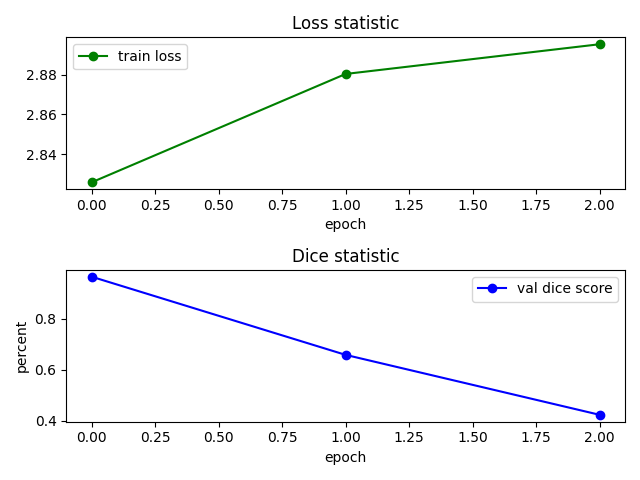 Loss statistic
train loss
2.88
2.86
2.84
0.00 0.25 0.50 0.75 1.00 1.25 1.50 1.75 2.00
epoch
Dice statistic
val dice score
percent
0.8
0.6
0.4
0.00 0.25 0.50 0.75 1.00 1.25 1.50 1.75 2.00
epoch